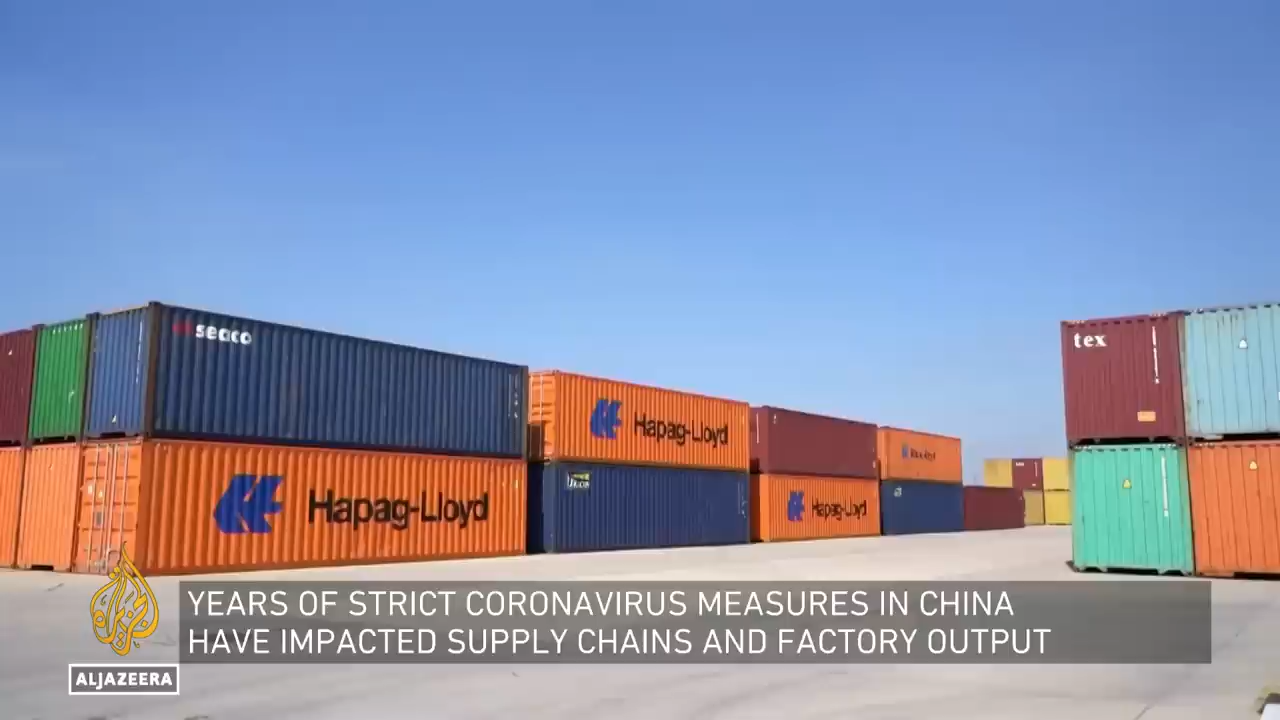 seaco
Hapag-Lloyd
Hapag-Lloyd
Hapag-Lloyd
tex
YEARS OF STRICT CORONAVIRUS MEASURES IN CHINA
HAVE IMPACTED SUPPLY CHAINS AND FACTORY OUTPUT
الجزيرة
ALJAZEERA